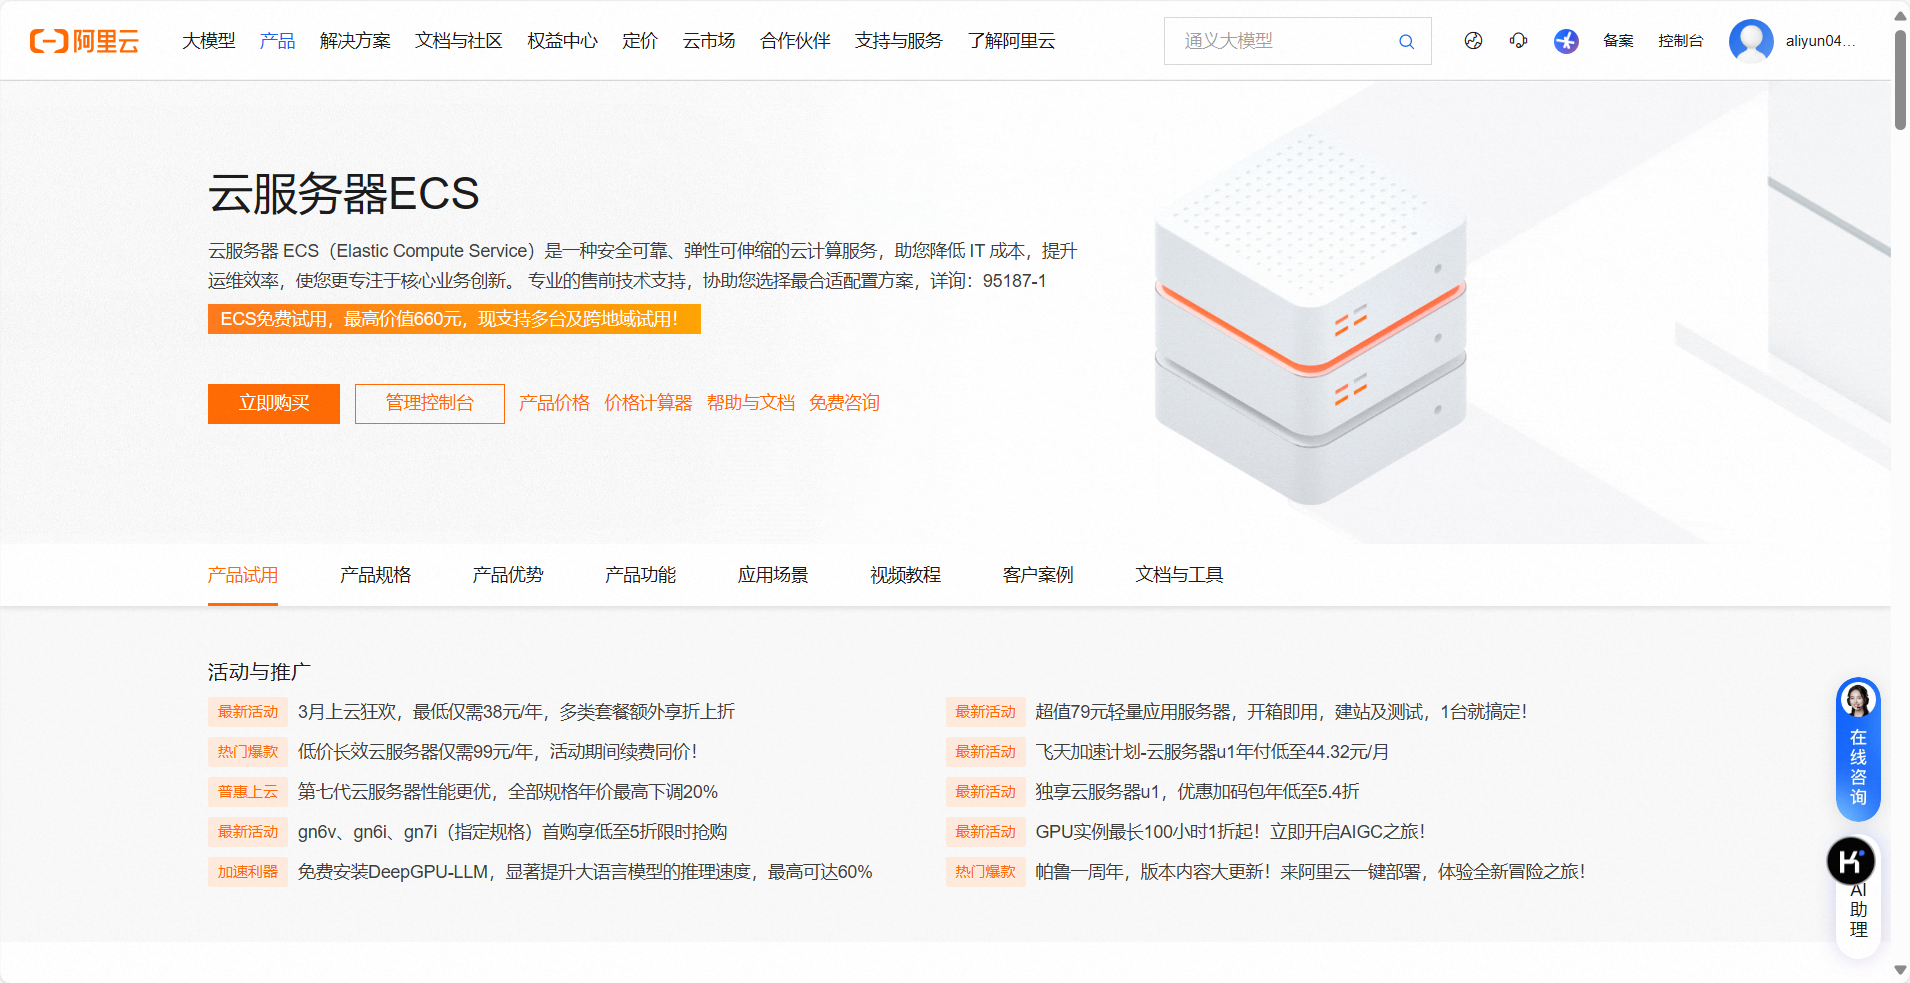 阿里云
大模型 产品 解决方案 文档与社区 权益中心 定价 云市场 合作伙伴 支持与服务 了解阿里云
通义大模型
备案 控制台 aliyun04...
云服务器ECS
云服务器 ECS（Elastic Compute Service）是一种安全可靠、弹性可伸缩的云计算服务，助您降低 IT 成本，提升
运维效率，使您更专注于核心业务创新。 专业的售前技术支持，协助您选择最合适配置方案，详询：95187-1
ECS免费试用，最高价值660元，现支持多台及跨地域试用！
立即购买 管理控制台 产品价格 价格计算器 帮助与文档 免费咨询
产品试用 产品规格 产品优势 产品功能 应用场景 视频教程 客户案例 文档与工具
活动与推广
最新活动 3月上云狂欢，最低仅需38元/年，多类套餐额外享折上折
最新活动 超值79元轻量应用服务器，开箱即用，建站及测试，1台就搞定！
热门爆款 低价长效云服务器仅需99元/年，活动期间续费同价！
最新活动 飞天加速计划-云服务器u1年付低至44.32元/月
普惠上云 第七代云服务器性能更优，全部规格年价最高下调20%
最新活动 独享云服务器u1，优惠加码包年低至5.4折
最新活动 gn6v、gn6i、gn7i（指定规格）首购享低至5折限时抢购
最新活动 GPU实例最长100小时1折起！立即开启AIGC之旅！
加速利器 免费安装DeepGPU-LLM，显著提升大语言模型的推理速度，最高可达60%
热门爆款 帕鲁一周年，版本内容大更新！来阿里云一键部署，体验全新冒险之旅！
在线咨询
K
AI助理